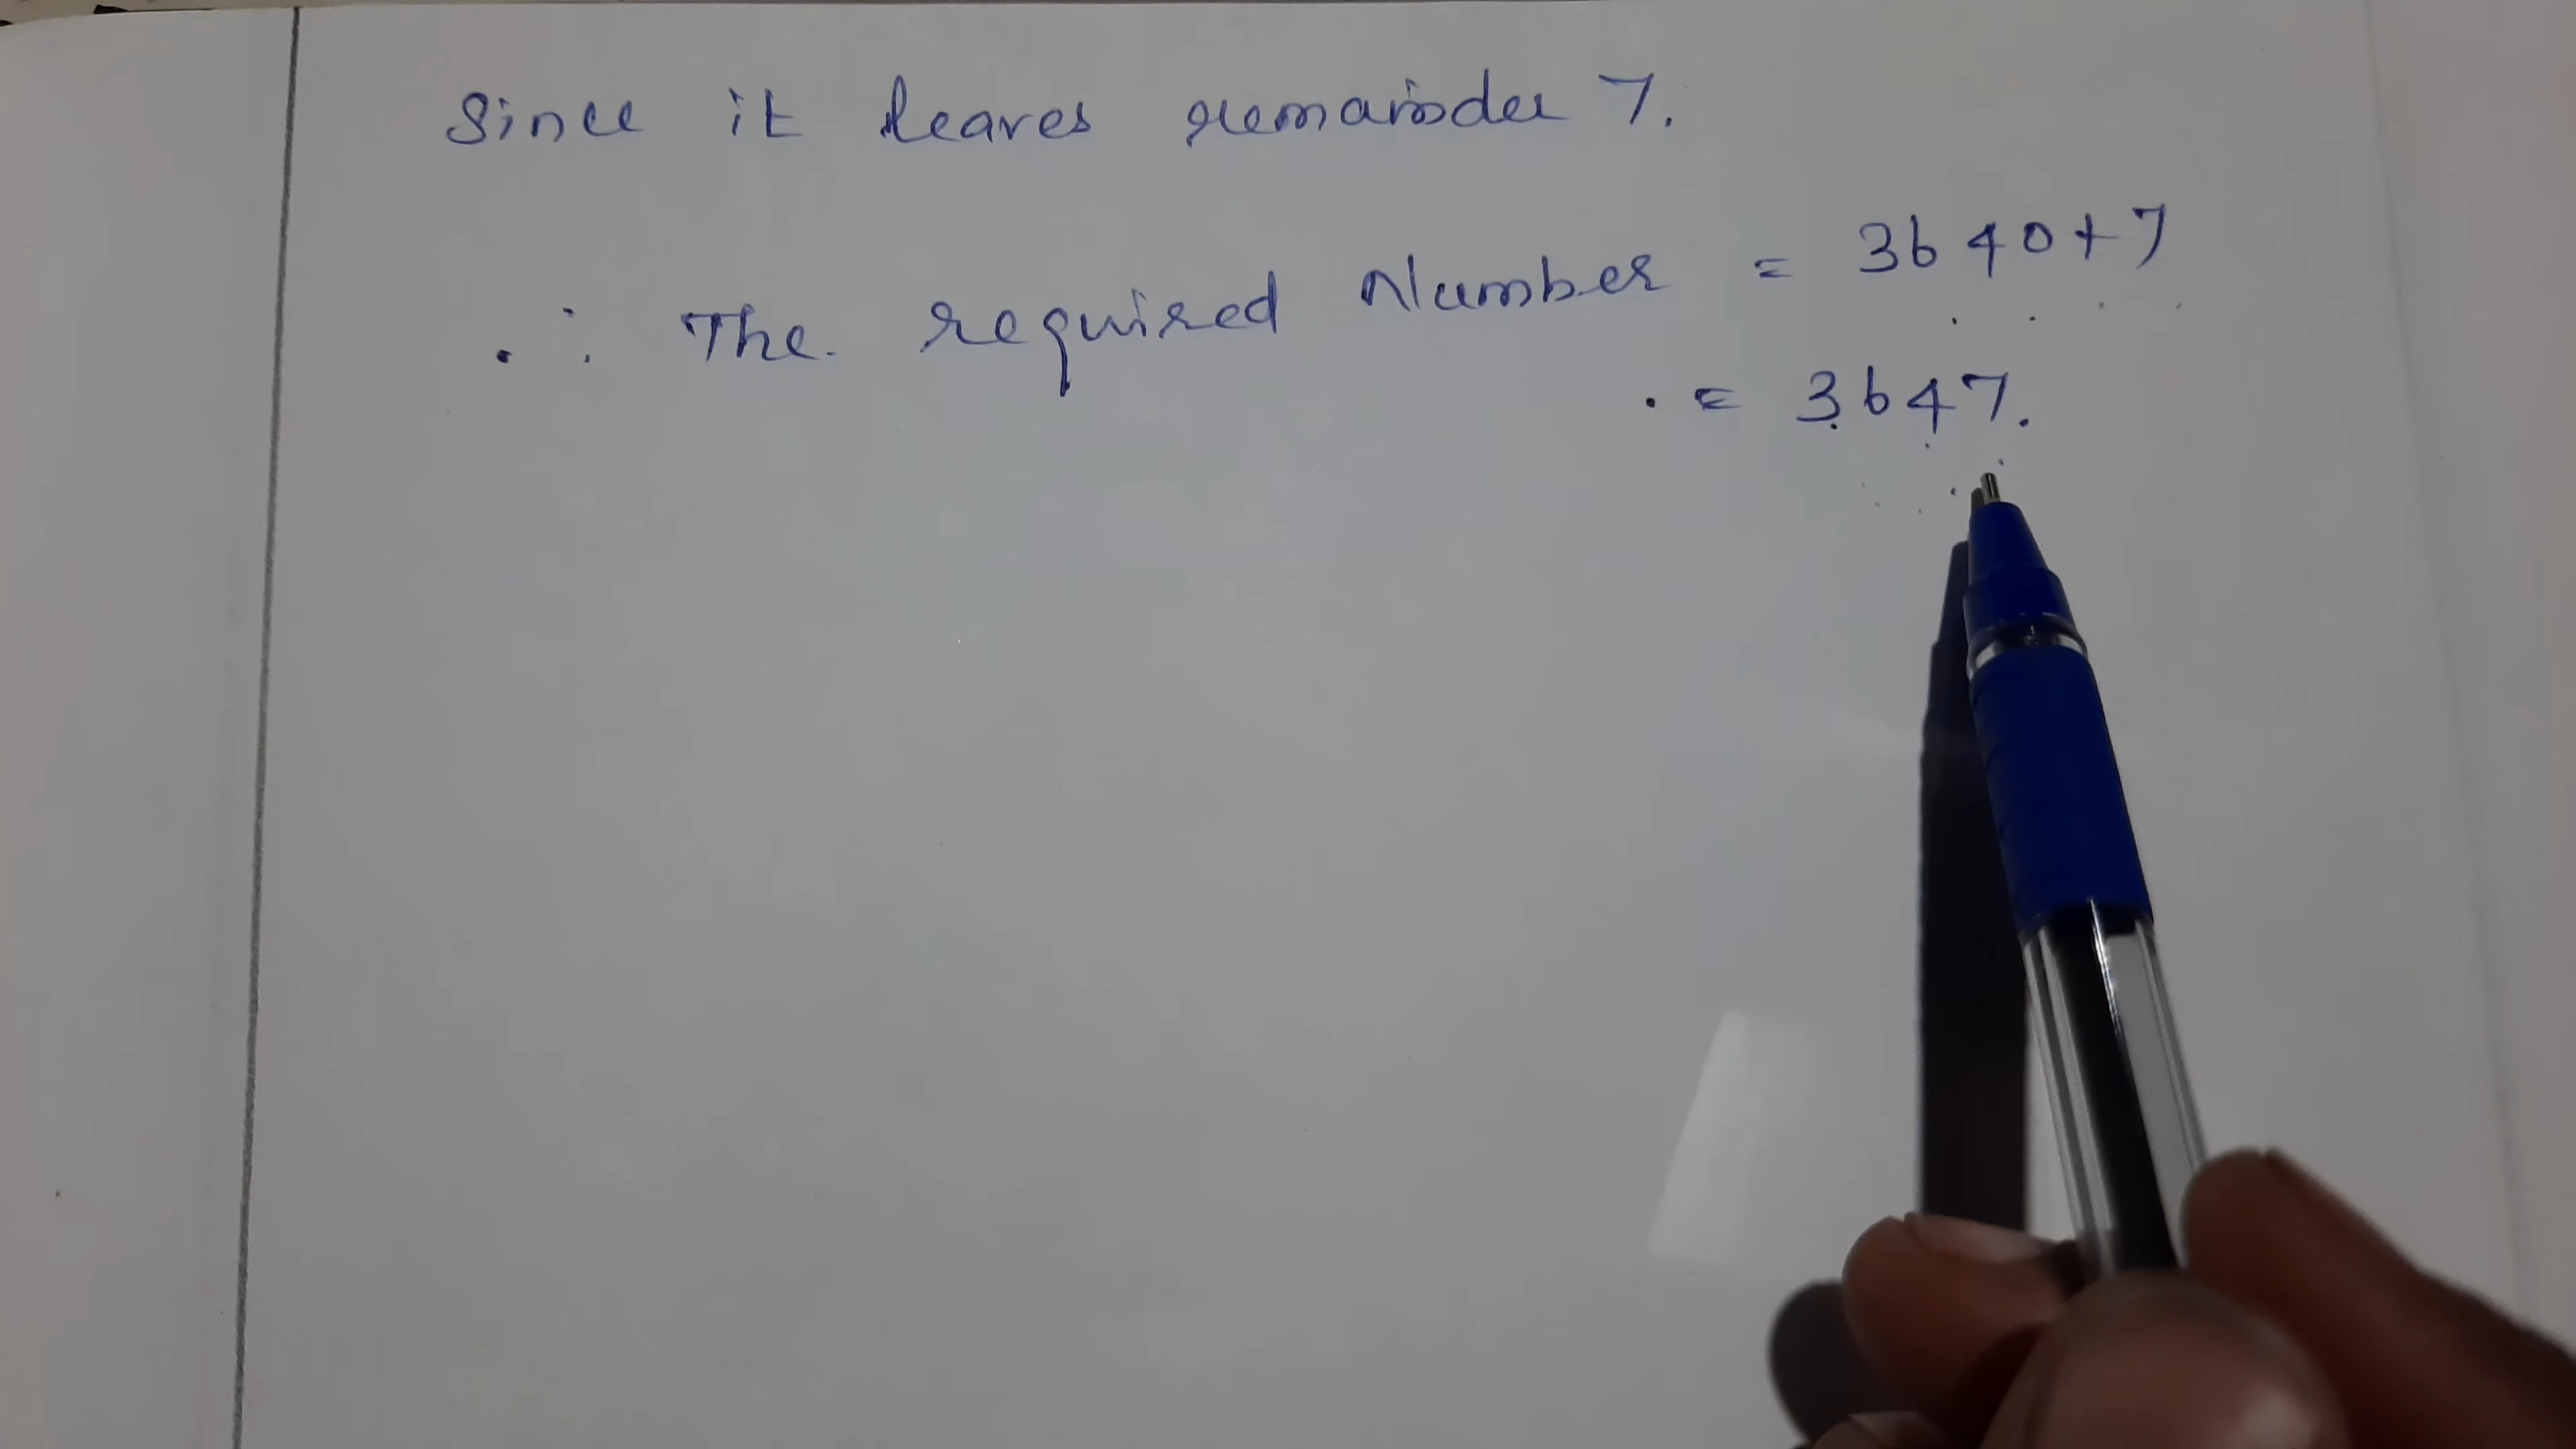 Since it leaves remainder 7.
∴ The required Number = 3640+7
= 3647.